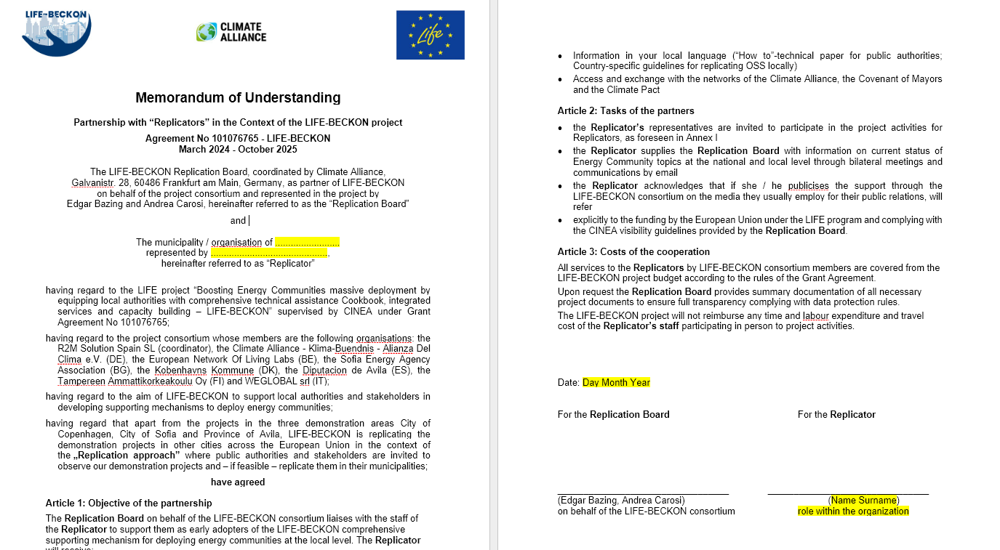 LIFE-BECKON
CLIMATE
ALLIANCE
Life
Memorandum of Understanding
Partnership with “Replicators” in the Context of the LIFE-BECKON project
Agreement No 101076765 - LIFE-BECKON
March 2024 - October 2025
The LIFE-BECKON Replication Board, coordinated by Climate Alliance,
Galvanistr. 28, 60486 Frankfurt am Main, Germany, as partner of LIFE-BECKON
on behalf of the project consortium and represented in the project by
Edgar Bazing and Andrea Carosi, hereinafter referred to as the “Replication Board”
and
The municipality / organisation of .........................
represented by .............................................,
hereinafter referred to as “Replicator”
having regard to the LIFE project “Boosting Energy Communities massive deployment by
equipping local authorities with comprehensive technical assistance Cookbook, integrated
services and capacity building – LIFE-BECKON” supervised by CINEA under Grant
Agreement No 101076765;
having regard to the project consortium whose members are the following organisations: the
R2M Solution Spain SL (coordinator), the Climate Alliance - Klima-Buendnis - Alianza Del
Clima e.V. (DE), the European Network Of Living Labs (BE), the Sofia Energy Agency
Association (BG), the Kobenhavns Kommune (DK), the Diputacion de Avila (ES), the
Tampereen Ammattikorkeakoulu Oy (FI) and WEGLOBAL srl (IT);
having regard to the aim of LIFE-BECKON to support local authorities and stakeholders in
developing supporting mechanisms to deploy energy communities;
having regard that apart from the projects in the three demonstration areas City of
Copenhagen, City of Sofia and Province of Avila, LIFE-BECKON is replicating the
demonstration projects in other cities across the European Union in the context of
the „Replication approach” where public authorities and stakeholders are invited to
observe our demonstration projects and – if feasible – replicate them in their municipalities;
have agreed
Article 1: Objective of the partnership
The Replication Board on behalf of the LIFE-BECKON consortium liaises with the staff of
the Replicator to support them as early adopters of the LIFE-BECKON comprehensive
supporting mechanism for deploying energy communities at the local level. The Replicator
will receive:
• Information in your local language (“How to”-technical paper for public authorities;
Country-specific guidelines for replicating OSS locally)
• Access and exchange with the networks of the Climate Alliance, the Covenant of Mayors
and the Climate Pact
Article 2: Tasks of the partners
• the Replicator’s representatives are invited to participate in the project activities for
Replicators, as foreseen in Annex I
• the Replicator supplies the Replication Board with information on current status of
Energy Community topics at the national and local level through bilateral meetings and
communications by email
• the Replicator acknowledges that if she / he publicises the support through the
LIFE-BECKON consortium on the media they usually employ for their public relations, will
refer
• explicitly to the funding by the European Union under the LIFE program and complying with
the CINEA visibility guidelines provided by the Replication Board.
Article 3: Costs of the cooperation
All services to the Replicators by LIFE-BECKON consortium members are covered from the
LIFE-BECKON project budget according to the rules of the Grant Agreement.
Upon request the Replication Board provides summary documentation of all necessary
project documents to ensure full transparency complying with data protection rules.
The LIFE-BECKON project will not reimburse any time and labour expenditure and travel
cost of the Replicator’s staff participating in person to project activities.
Date: Day Month Year
For the Replication Board
For the Replicator
(Edgar Bazing, Andrea Carosi)
on behalf of the LIFE-BECKON consortium
(Name Surname)
role within the organization